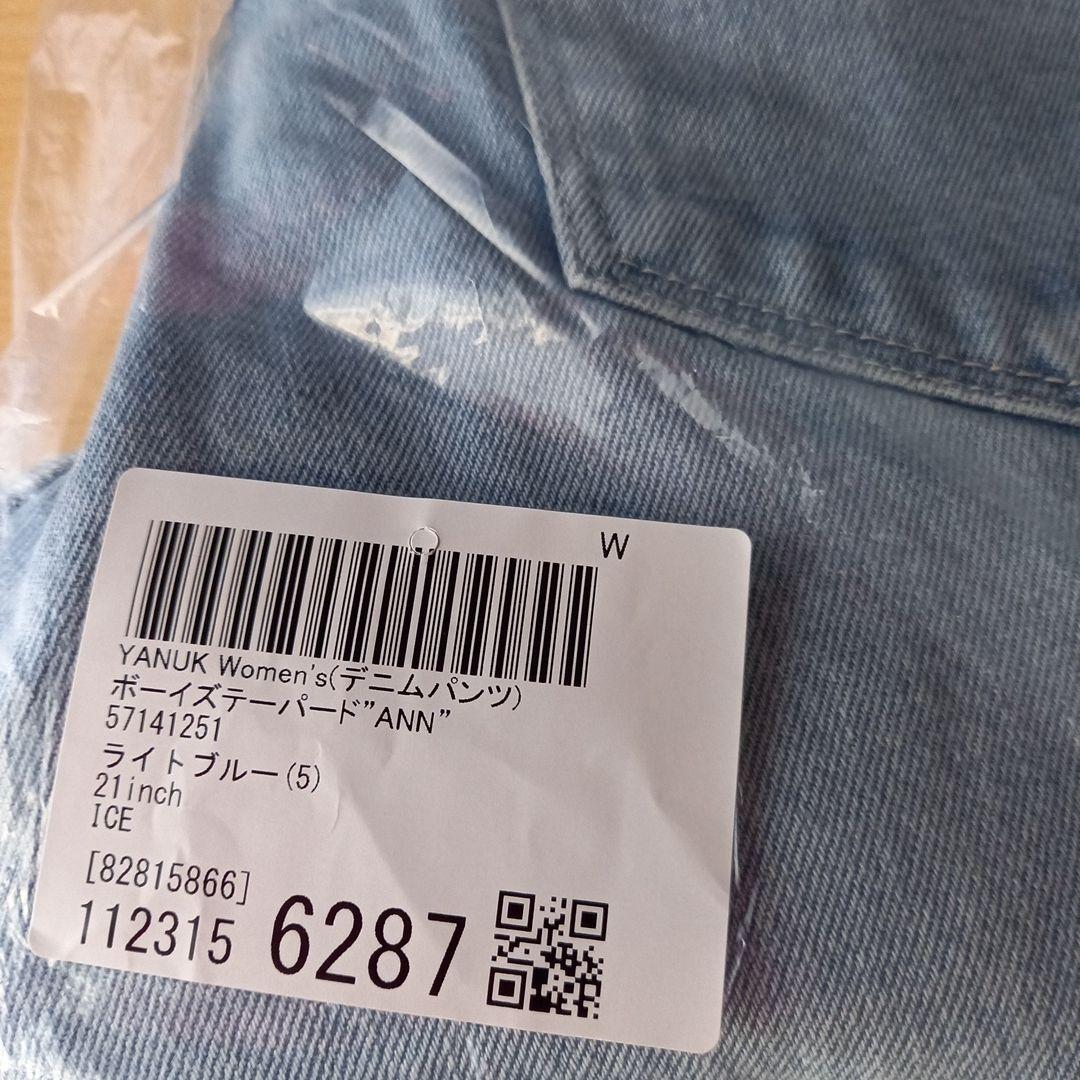 W
YANUK Women's(デニムパンツ)
ボーイズテーパード"ANN"
57141251
ライトブルー(5)
21inch
ICE
[82815866]
112315 6287